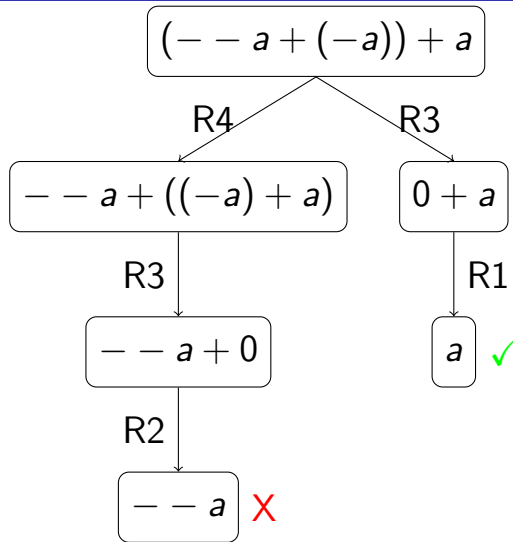 (− − a + (−a)) + a
R4 R3
− − a + ((−a) + a) 0 + a
R3 R1
− − a + 0 a ✓
R2
− − a X